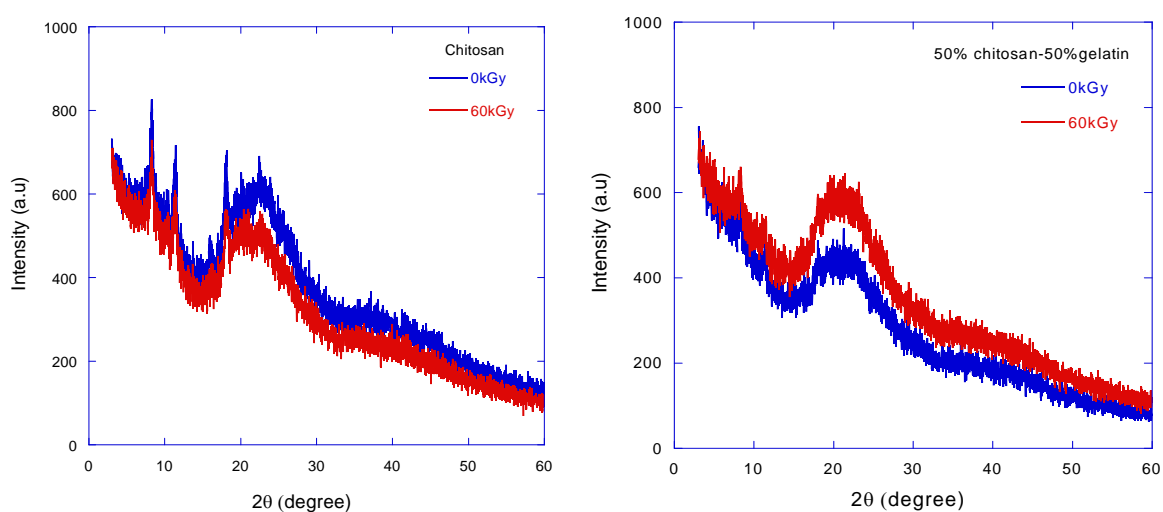 1000
800
600
400
200
0
Intensity (a.u)
Chitosan
0kGy
60kGy
0 10 20 30 40 50 60
2θ (degree)
1000
800
600
400
200
0
Intensity (a.u)
50% chitosan-50%gelatin
0kGy
60kGy
0 10 20 30 40 50 60
2θ (degree)